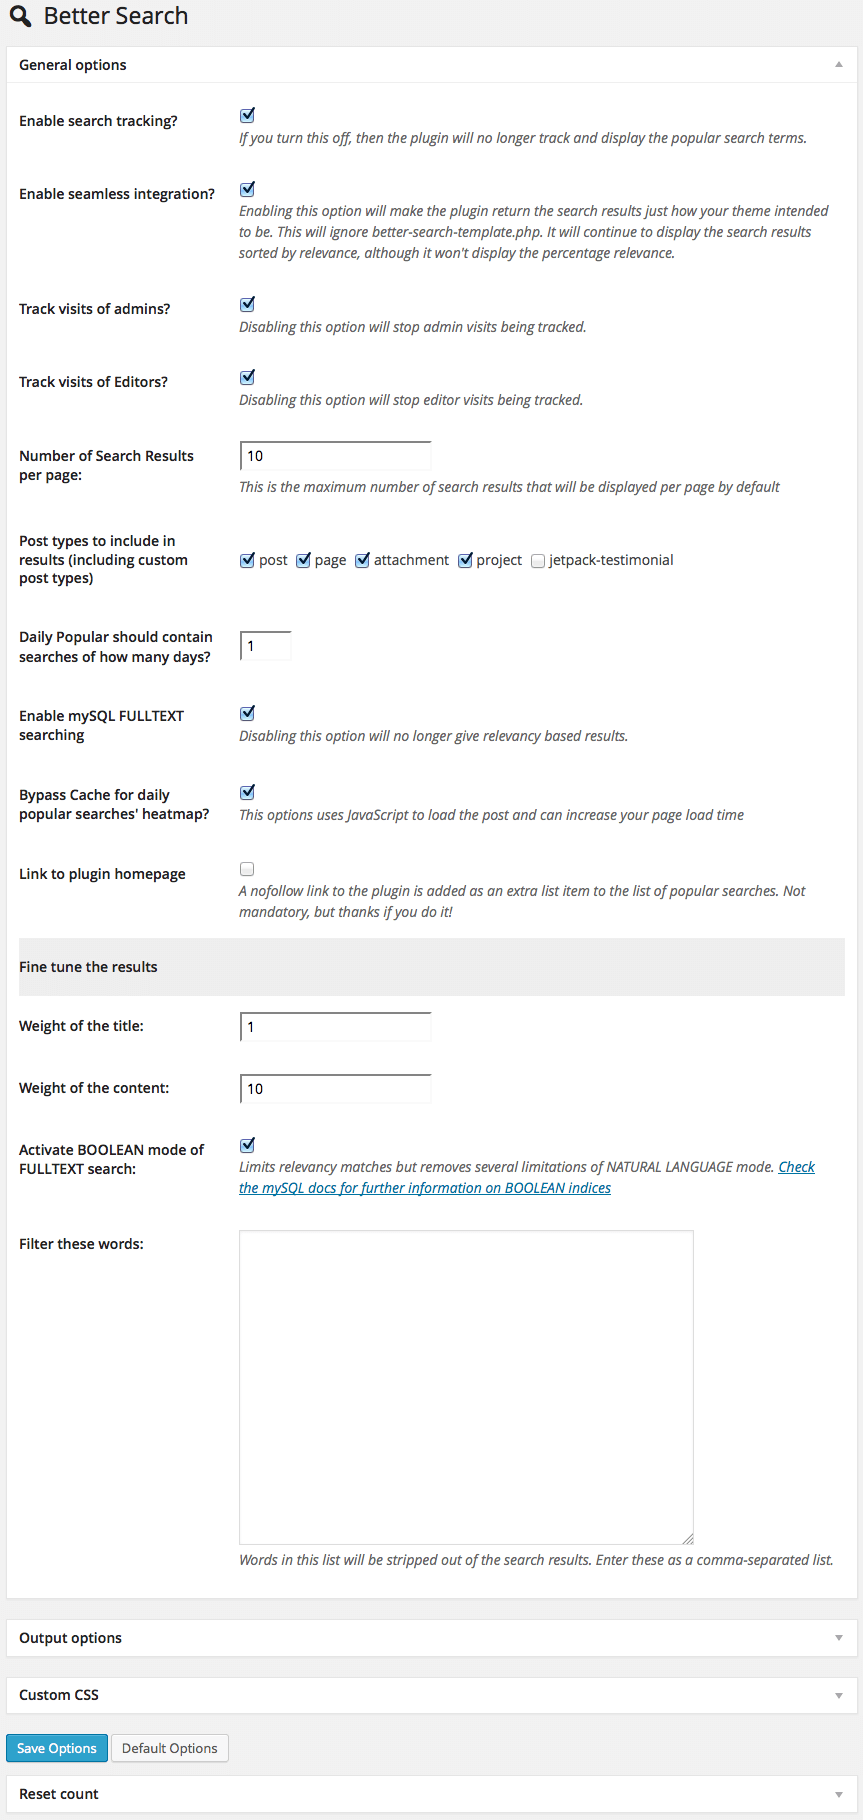 Better Search
General options
Enable search tracking?
If you turn this off, then the plugin will no longer track and display the popular search terms.
Enable seamless integration?
Enabling this option will make the plugin return the search results just how your theme intended
to be. This will ignore better-search-template.php. It will continue to display the search results
sorted by relevance, although it won't display the percentage relevance.
Track visits of admins?
Disabling this option will stop admin visits being tracked.
Track visits of Editors?
Disabling this option will stop editor visits being tracked.
Number of Search Results
per page:
10
This is the maximum number of search results that will be displayed per page by default
Post types to include in
results (including custom
post types)
post page attachment project jetpack-testimonial
Daily Popular should contain
searches of how many days?
1
Enable mySQL FULLTEXT
searching
Disabling this option will no longer give relevancy based results.
Bypass Cache for daily
popular searches' heatmap?
This options uses JavaScript to load the post and can increase your page load time
Link to plugin homepage
A nofollow link to the plugin is added as an extra list item to the list of popular searches. Not
mandatory, but thanks if you do it!
Fine tune the results
Weight of the title:
1
Weight of the content:
10
Activate BOOLEAN mode of
FULLTEXT search:
Limits relevancy matches but removes several limitations of NATURAL LANGUAGE mode. Check
the mySQL docs for further information on BOOLEAN indices
Filter these words:
Words in this list will be stripped out of the search results. Enter these as a comma-separated list.
Output options
Custom CSS
Save Options Default Options
Reset count